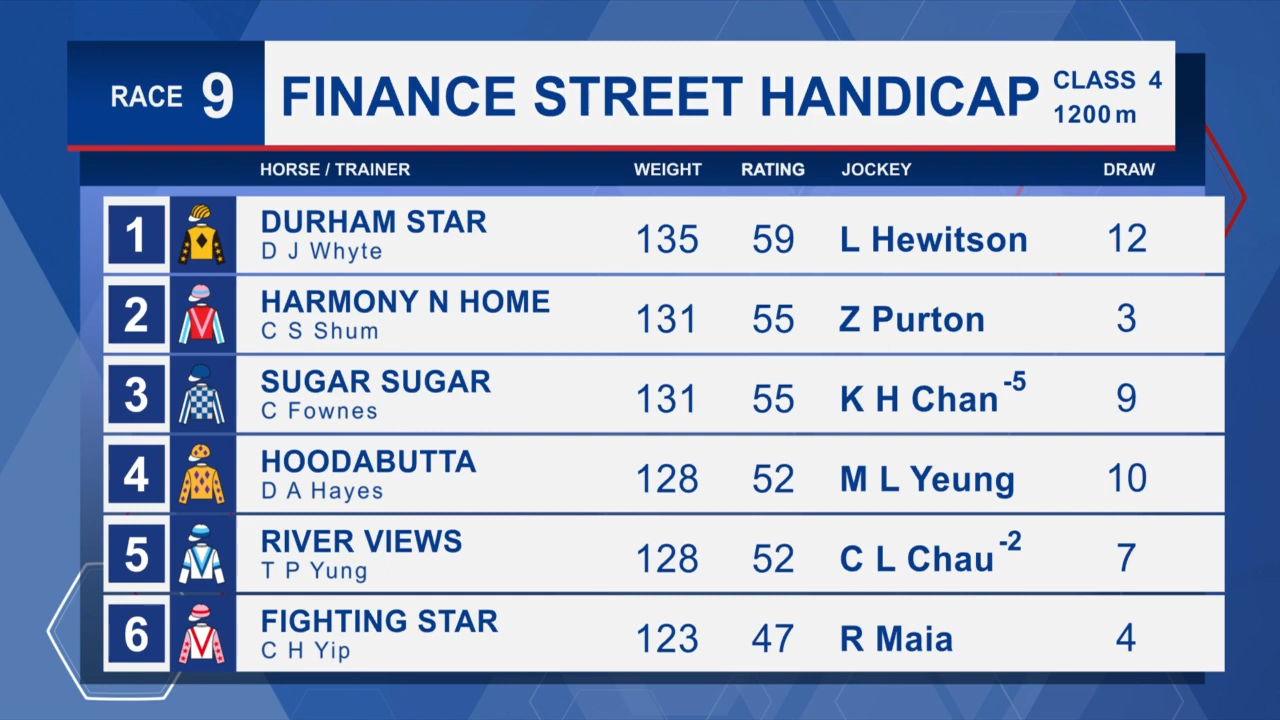 RACE 9 FINANCE STREET HANDICAP CLASS 4
1200m
HORSE / TRAINER WEIGHT RATING JOCKEY DRAW
1 DURHAM STAR 135 59 L Hewitson 12
D J Whyte
2 HARMONY N HOME 131 55 Z Purton 3
C S Shum
3 SUGAR SUGAR 131 55 K H Chan -5 9
C Fownes
4 HOODABUTTA 128 52 M L Yeung 10
D A Hayes
5 RIVER VIEWS 128 52 C L Chau -2 7
T P Yung
6 FIGHTING STAR 123 47 R Maia 4
C H Yip